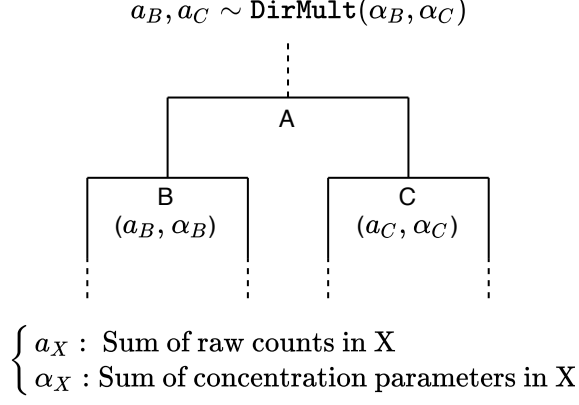 a_B, a_C ∼ DirMult(α_B, α_C)
A
B C
(a_B, α_B) (a_C, α_C)
a_X : Sum of raw counts in X
α_X : Sum of concentration parameters in X